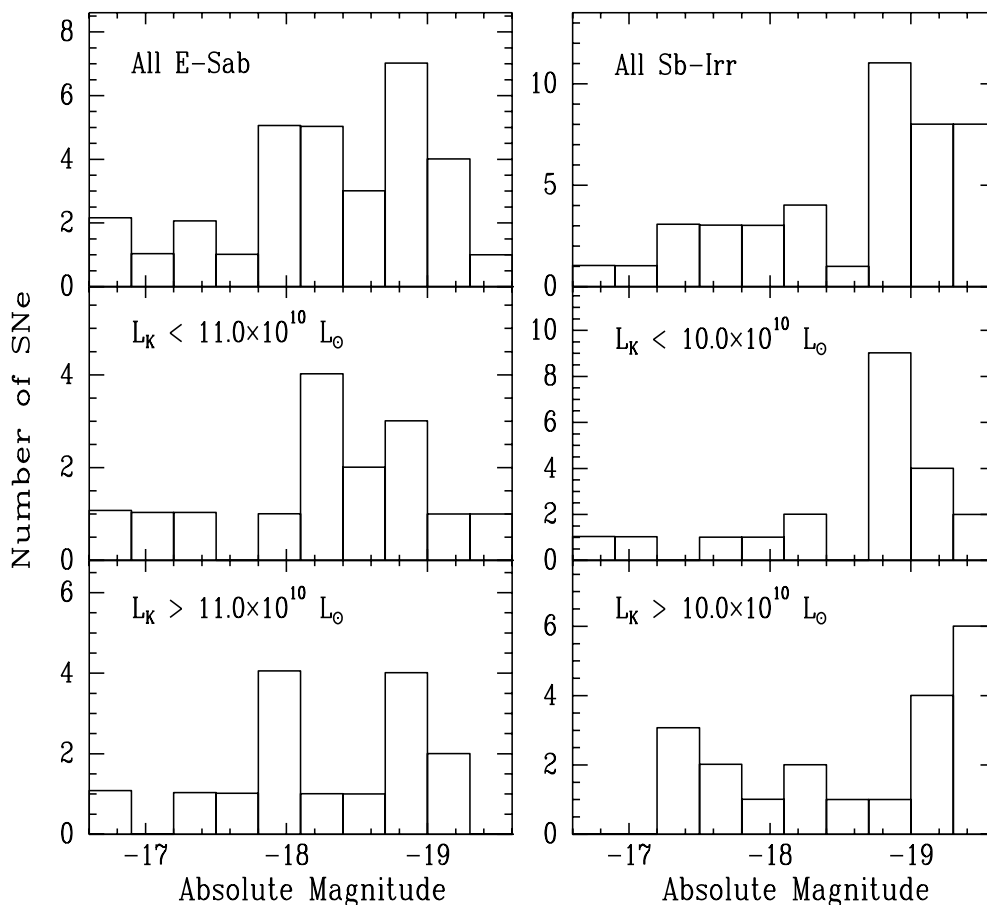 All E-Sab
8
6
4
2
0
All Sb-Irr
10
5
0
Number of SNe
L_K < 11.0×10^10 L_⊙
4
2
0
L_K < 10.0×10^10 L_⊙
10
8
6
4
2
0
L_K > 11.0×10^10 L_⊙
6
4
2
0
-17 -18 -19
Absolute Magnitude
L_K > 10.0×10^10 L_⊙
6
4
2
0
-17 -18 -19
Absolute Magnitude